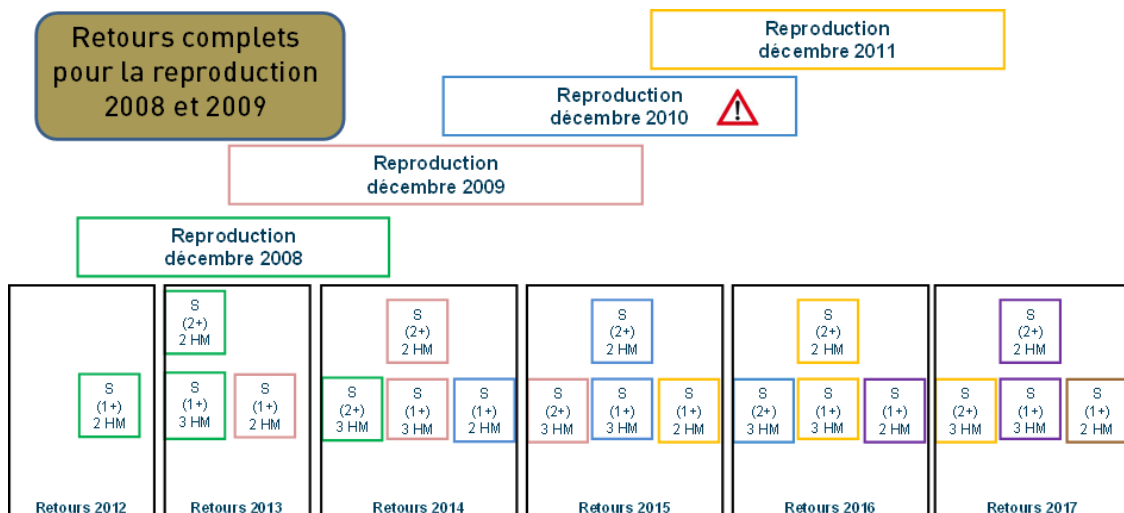 Retours complets
pour la reproduction
2008 et 2009
Reproduction
décembre 2011
Reproduction
décembre 2010
Reproduction
décembre 2009
Reproduction
décembre 2008
S
(1+)
2 HM
Retours 2012
S
(2+)
2 HM
S
(1+)
3 HM
S
(1+)
2 HM
Retours 2013
S
(2+)
2 HM
S
(2+)
3 HM
S
(1+)
3 HM
S
(1+)
2 HM
Retours 2014
S
(2+)
2 HM
S
(2+)
3 HM
S
(1+)
3 HM
S
(1+)
2 HM
Retours 2015
S
(2+)
2 HM
S
(2+)
3 HM
S
(1+)
3 HM
S
(1+)
2 HM
Retours 2016
S
(2+)
2 HM
S
(2+)
3 HM
S
(1+)
3 HM
S
(1+)
2 HM
Retours 2017